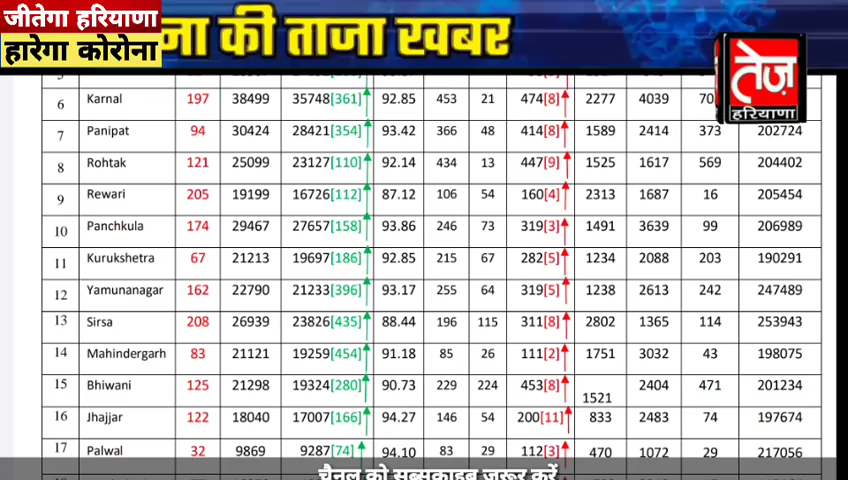 जीतेगा हरियाणा
हारेगा कोरोना
ना की ताजा खबर
तेज़
हरियाणा
6 Karnal 197 38499 35748[361] 92.85 453 21 474[8] 2277 4039 70
7 Panipat 94 30424 28421[354] 93.42 366 48 414[8] 1589 2414 373 202724
8 Rohtak 121 25099 23127[110] 92.14 434 13 447[9] 1525 1617 569 204402
9 Rewari 205 19199 16726[112] 87.12 106 54 160[4] 2313 1687 16 205454
10 Panchkula 174 29467 27657[158] 93.86 246 73 319[3] 1491 3639 99 206989
11 Kurukshetra 67 21213 19697[186] 92.85 215 67 282[5] 1234 2088 203 190291
12 Yamunanagar 162 22790 21233[396] 93.17 255 64 319[5] 1238 2613 242 247489
13 Sirsa 208 26939 23826[435] 88.44 196 115 311[8] 2802 1365 114 253943
14 Mahindergarh 83 21121 19259[454] 91.18 85 26 111[2] 1751 3032 43 198075
15 Bhiwani 125 21298 19324[280] 90.73 229 224 453[8] 1521 2404 471 201234
16 Jhajjar 122 18040 17007[166] 94.27 146 54 200[11] 833 2483 74 197674
17 Palwal 32 9869 9287[74] 94.10 83 29 112[3] 470 1072 29 217056
चैनल को सब्सक्राइब जरूर करें